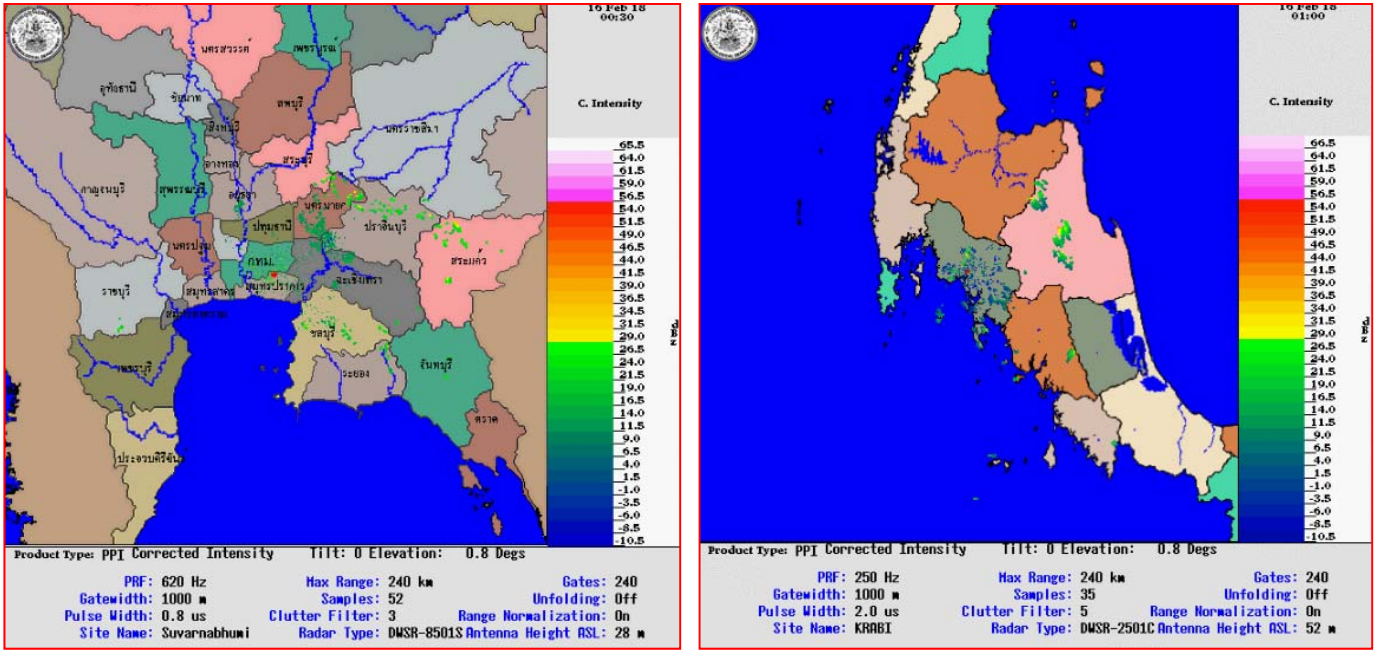 16 Feb 18
00:30
C. Intensity
65.5
64.0
61.5
59.0
56.5
54.0
51.5
49.0
46.5
44.0
41.5
39.0
36.5
34.0
31.5
29.0
26.5
24.0
21.5
19.0
16.5
14.0
11.5
9.0
6.5
4.0
1.5
-1.0
-3.5
-6.0
-8.5
-10.5
นครสวรรค์
เพชรบูรณ์
อุทัยธานี
ชัยนาท
ลพบุรี
สิงห์บุรี
นครราชสีมา
อ่างทอง
สระบุรี
กาญจนบุรี
สุพรรณบุรี
อยุธยา
นครนายก
ปทุมธานี
ปราจีนบุรี
นครปฐม
กทม.
สระแก้ว
ฉะเชิงเทรา
ราชบุรี
สมุทรสาคร
สมุทรปราการ
สมุทรสงคราม
ชลบุรี
เพชรบุรี
ระยอง
จันทบุรี
ตราด
ประจวบคีรีขันธ์
Product Type: PPI Corrected Intensity Tilt: 0 Elevation: 0.8 Degs
PRF: 620 Hz Max Range: 240 km Gates: 240
Gatewidth: 1000 m Samples: 52 Unfolding: Off
Pulse Width: 0.8 us Clutter Filter: 3 Range Normalization: On
Site Name: Suvarnabhumi Radar Type: DWSR-8501S Antenna Height ASL: 28 m
16 Feb 18
01:00
C. Intensity
66.5
64.0
61.5
59.0
56.5
54.0
51.5
49.0
46.5
44.0
41.5
39.0
36.5
34.0
31.5
29.0
26.5
24.0
21.5
19.0
16.5
14.0
11.5
9.0
6.5
4.0
1.5
-1.0
-3.5
-6.0
-8.5
-10.5
dBZ
Product Type: PPI Corrected Intensity Tilt: 0 Elevation: 0.8 Degs
PRF: 250 Hz Max Range: 240 km Gates: 240
Gatewidth: 1000 m Samples: 35 Unfolding: Off
Pulse Width: 2.0 us Clutter Filter: 5 Range Normalization: On
Site Name: KRABI Radar Type: DWSR-2501C Antenna Height ASL: 52 m